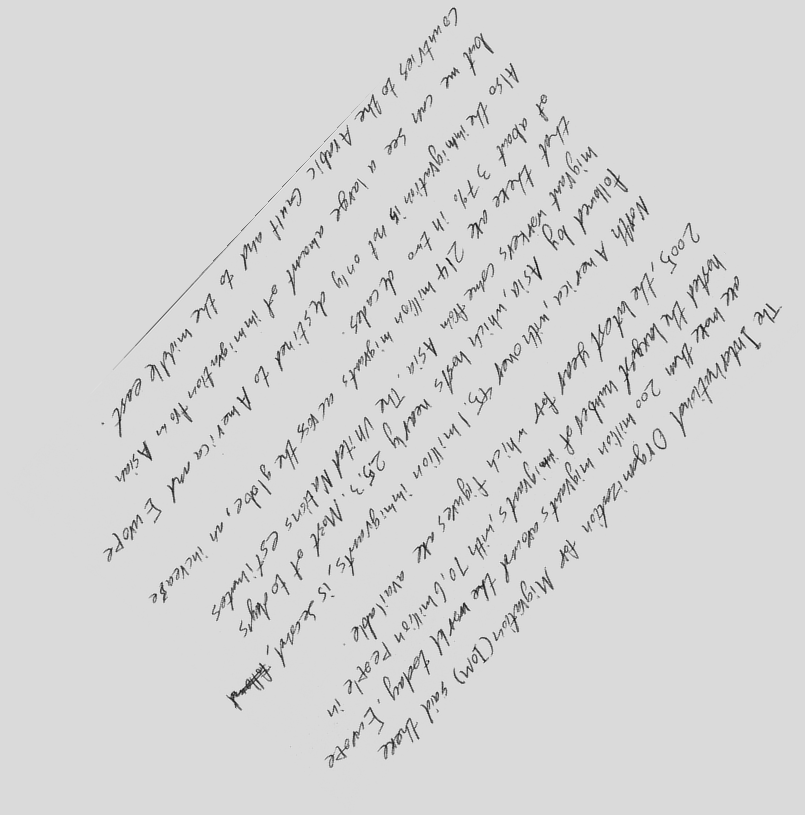 The International Organization for Migration (IOM) said there
are more than 200 million migrants around the world today. Europe
hosted the largest number of migrants with 70,6 million People in
2005, the latest year for which figures are available.
North America, with over 45.1 million immigrants, is second,
followed by Asia, which hosts nearly 25.3. Most of todays
migrant workers come from Asia. The United Nations estimates
that there are 214 million migrants across the globe, an increase
of about 37% in two decades.
Also the immigration is not only destined to America and Europe
but we can see a large amount of immigration from Asian
Countries to the Arabic Gwulf and to the middle east.